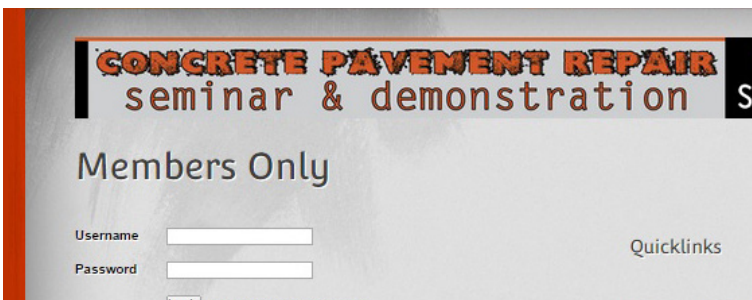 CONCRETE PAVEMENT REPAIR
seminar & demonstration
S
Members Only
Username
Quicklinks
Password